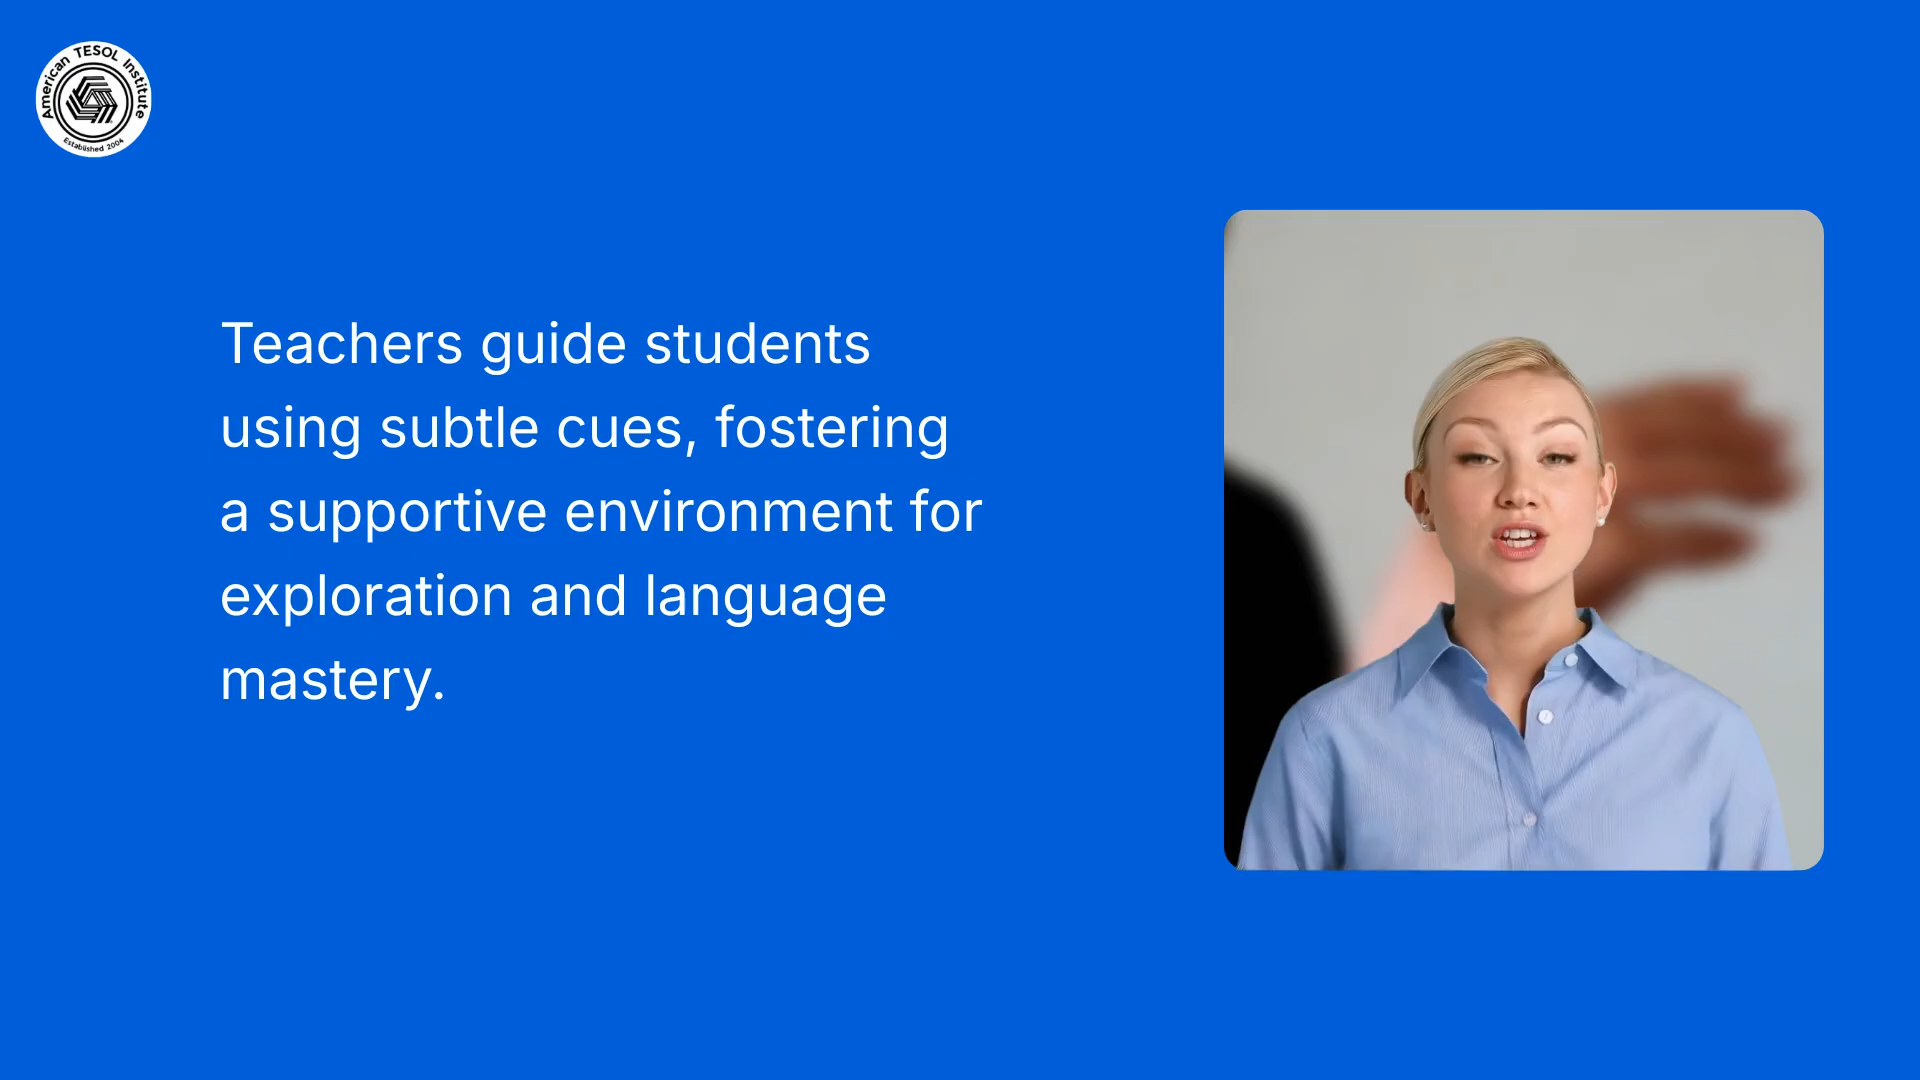 American TESOL Institute
Established 2004
Teachers guide students
using subtle cues, fostering
a supportive environment for
exploration and language
mastery.